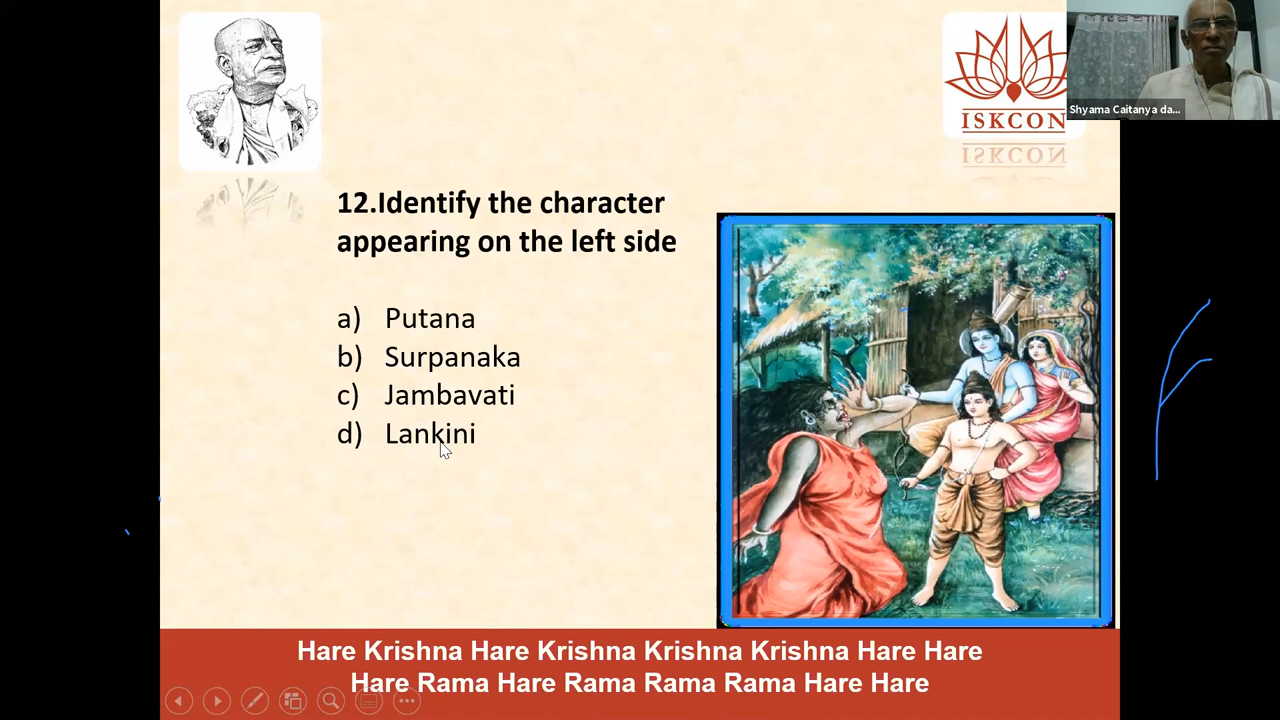 ISKCON
Shyama Caitanya da...
12.Identify the character
appearing on the left side
a) Putana
b) Surpanaka
c) Jambavati
d) Lankini
Hare Krishna Hare Krishna Krishna Krishna Hare Hare
Hare Rama Hare Rama Rama Rama Hare Hare